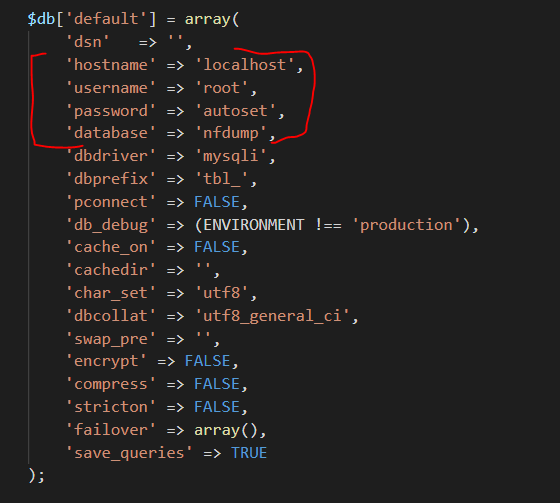 $db['default'] = array(
    'dsn'   => '',
    'hostname' => 'localhost',
    'username' => 'root',
    'password' => 'autoset',
    'database' => 'nfdump',
    'dbdriver' => 'mysqli',
    'dbprefix' => 'tbl_',
    'pconnect' => FALSE,
    'db_debug' => (ENVIRONMENT !== 'production'),
    'cache_on' => FALSE,
    'cachedir' => '',
    'char_set' => 'utf8',
    'dbcollat' => 'utf8_general_ci',
    'swap_pre' => '',
    'encrypt' => FALSE,
    'compress' => FALSE,
    'stricton' => FALSE,
    'failover' => array(),
    'save_queries' => TRUE
);